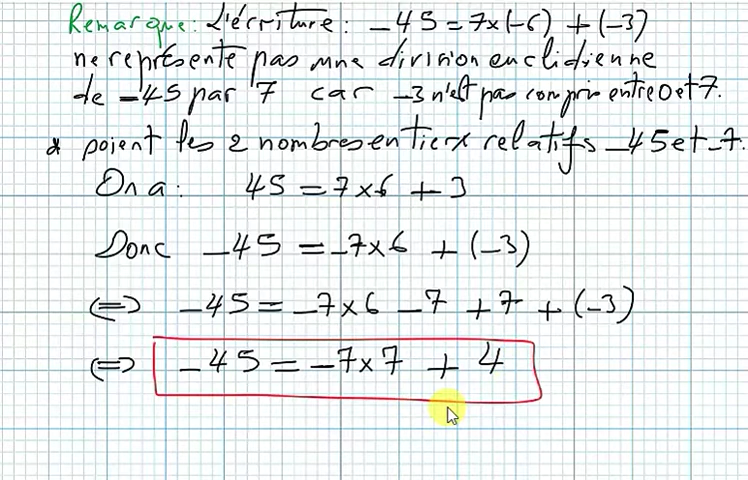 Remarque: L'écriture: -45 = 7x(-6) + (-3)
ne représente pas une division euclidienne
de -45 par 7 car -3 n'est pas compris entre 0 et 7.
* soient les 2 nombres entiers relatifs -45 et -7.
On a: 45 = 7x6 + 3
Donc -45 = -7x6 + (-3)
<=> -45 = -7x6 -7 +7 + (-3)
<=> -45 = -7x7 + 4